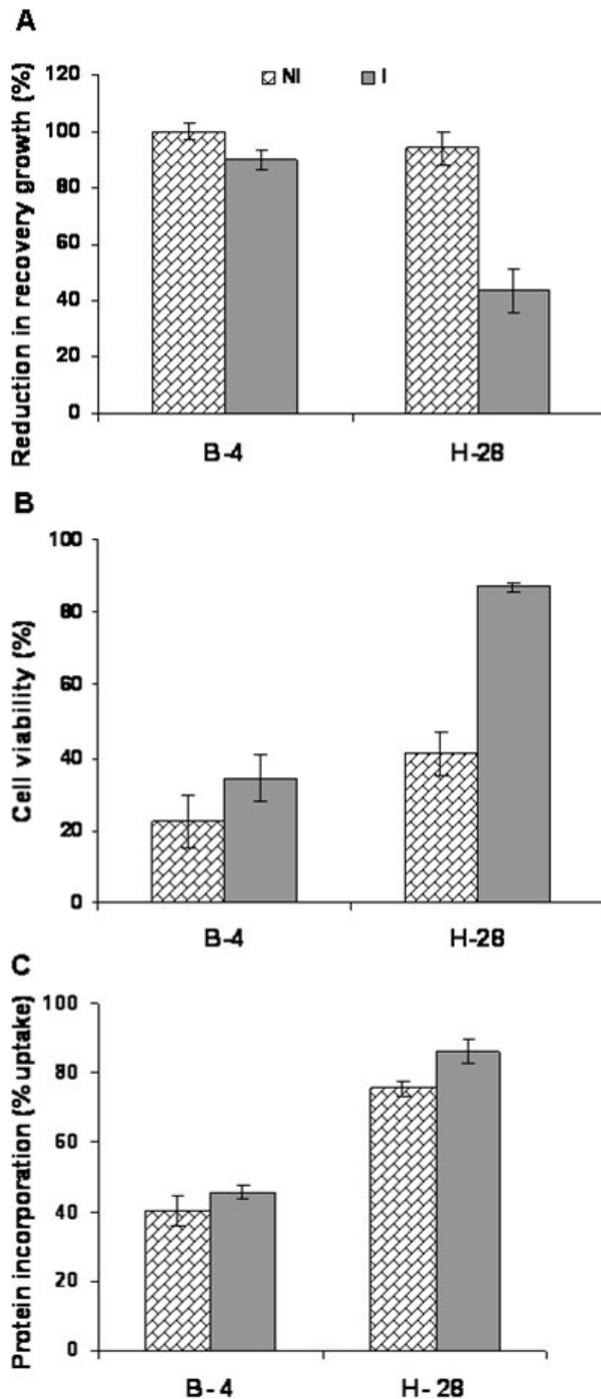 A
Reduction in recovery growth (%)
120
100
80
60
40
20
0
NI
I
B-4
H-28
B
Cell viability (%)
100
80
60
40
20
0
B-4
H-28
C
Protein incorporation (% uptake)
100
80
60
40
20
0
B-4
H-28